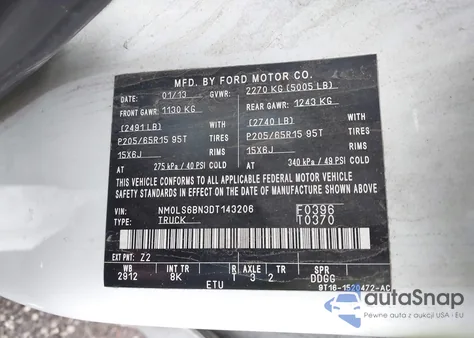 MFD. BY FORD MOTOR CO.
DATE: 01/13 GVWR: 2270 KG (5005 LB)
FRONT GAWR: 1130 KG REAR GAWR: 1243 KG
(2491 LB) (2740 LB)
P205/65R15 95T TIRES P205/65R15 95T TIRES
15X6J RIMS 15X6J RIMS
AT 275 kPa / 40 PSI COLD AT 340 kPa / 49 PSI COLD
THIS VEHICLE CONFORMS TO ALL APPLICABLE FEDERAL MOTOR VEHICLE
SAFETY STANDARDS IN EFFECT ON THE DATE OF MANUFACTURE SHOWN ABOVE.
VIN: NM0LS6BN3DT143206 F0396
TYPE: TRUCK T0370
EXT PNT: Z2
WB INT TR R AXLE TR SPR
2912 8K T 3 2 DDGG
ETU 9T16-1520472-AC
autoSnap
Pewne auta z aukcji USA - EU